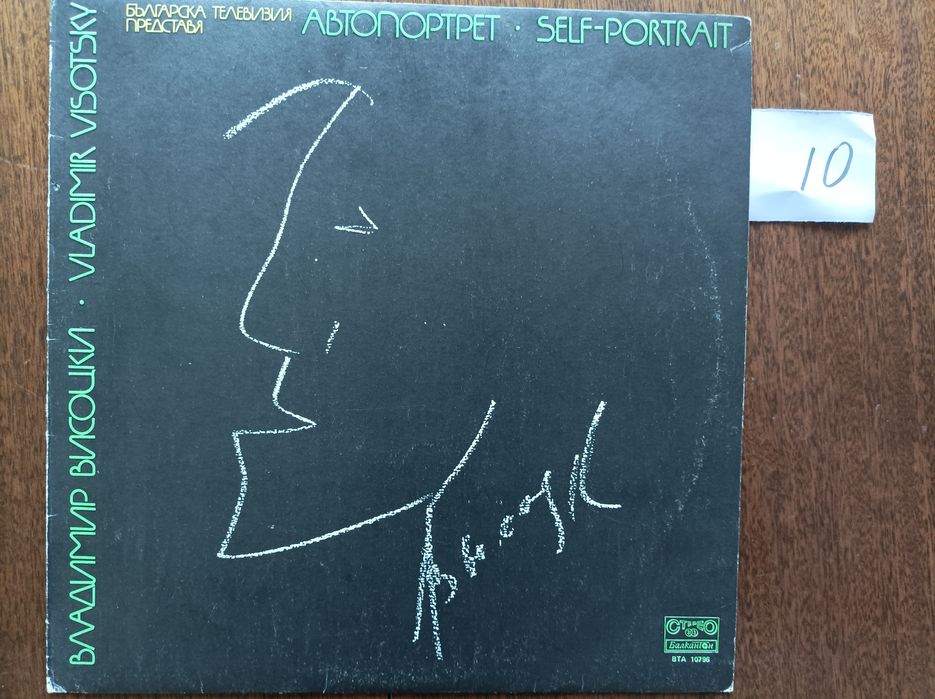 БЪЛГАРСКА ТЕЛЕВИЗИЯ
ПРЕДСТАВЯ
АВТОПОРТРЕТ · SELF-PORTRAIT
ВЛАДИМИР ВИСОЦКИ · VLADIMIR VISOTSKY
10
СТЕРЕО
Балкантон
ВТА 10796